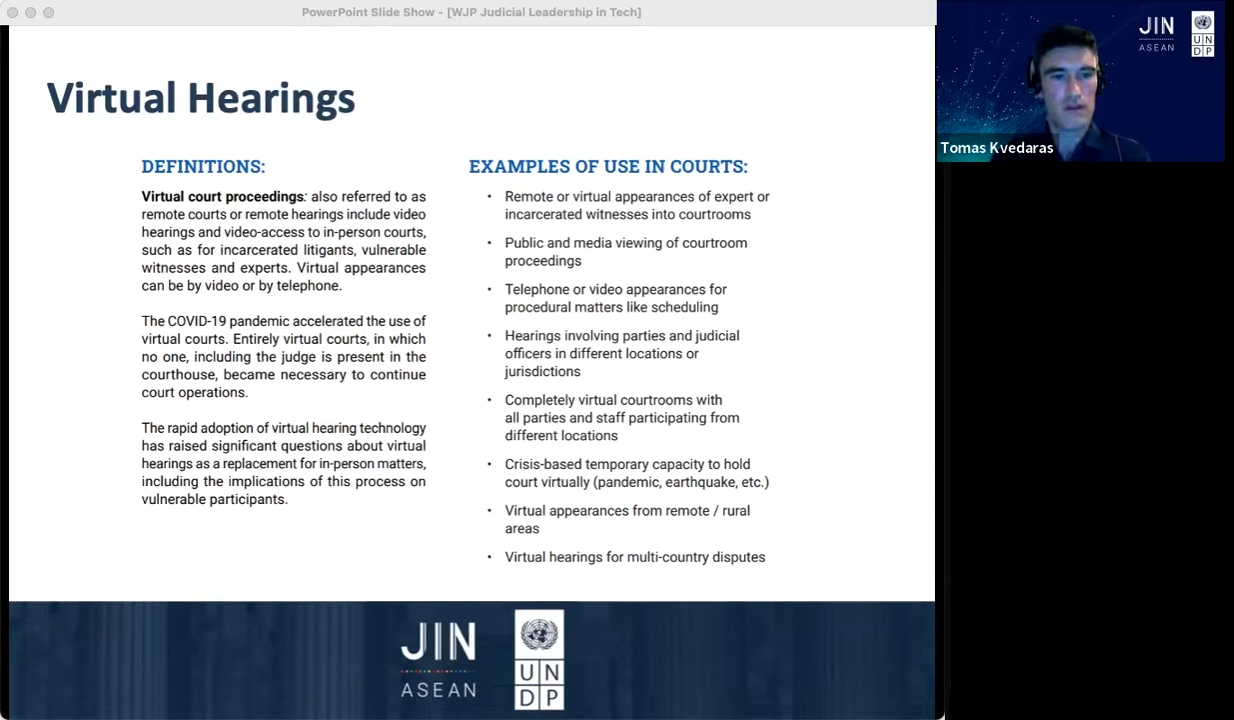 PowerPoint Slide Show - [WJP Judicial Leadership in Tech]
Virtual Hearings
DEFINITIONS:
Virtual court proceedings: also referred to as
remote courts or remote hearings include video
hearings and video-access to in-person courts,
such as for incarcerated litigants, vulnerable
witnesses and experts. Virtual appearances
can be by video or by telephone.
The COVID-19 pandemic accelerated the use of
virtual courts. Entirely virtual courts, in which
no one, including the judge is present in the
courthouse, became necessary to continue
court operations.
The rapid adoption of virtual hearing technology
has raised significant questions about virtual
hearings as a replacement for in-person matters,
including the implications of this process on
vulnerable participants.
EXAMPLES OF USE IN COURTS:
• Remote or virtual appearances of expert or
incarcerated witnesses into courtrooms
• Public and media viewing of courtroom
proceedings
• Telephone or video appearances for
procedural matters like scheduling
• Hearings involving parties and judicial
officers in different locations or
jurisdictions
• Completely virtual courtrooms with
all parties and staff participating from
different locations
• Crisis-based temporary capacity to hold
court virtually (pandemic, earthquake, etc.)
• Virtual appearances from remote / rural
areas
• Virtual hearings for multi-country disputes
JIN
ASEAN
U N
D P
JIN
ASEAN
U N
D P
Tomas Kvedaras